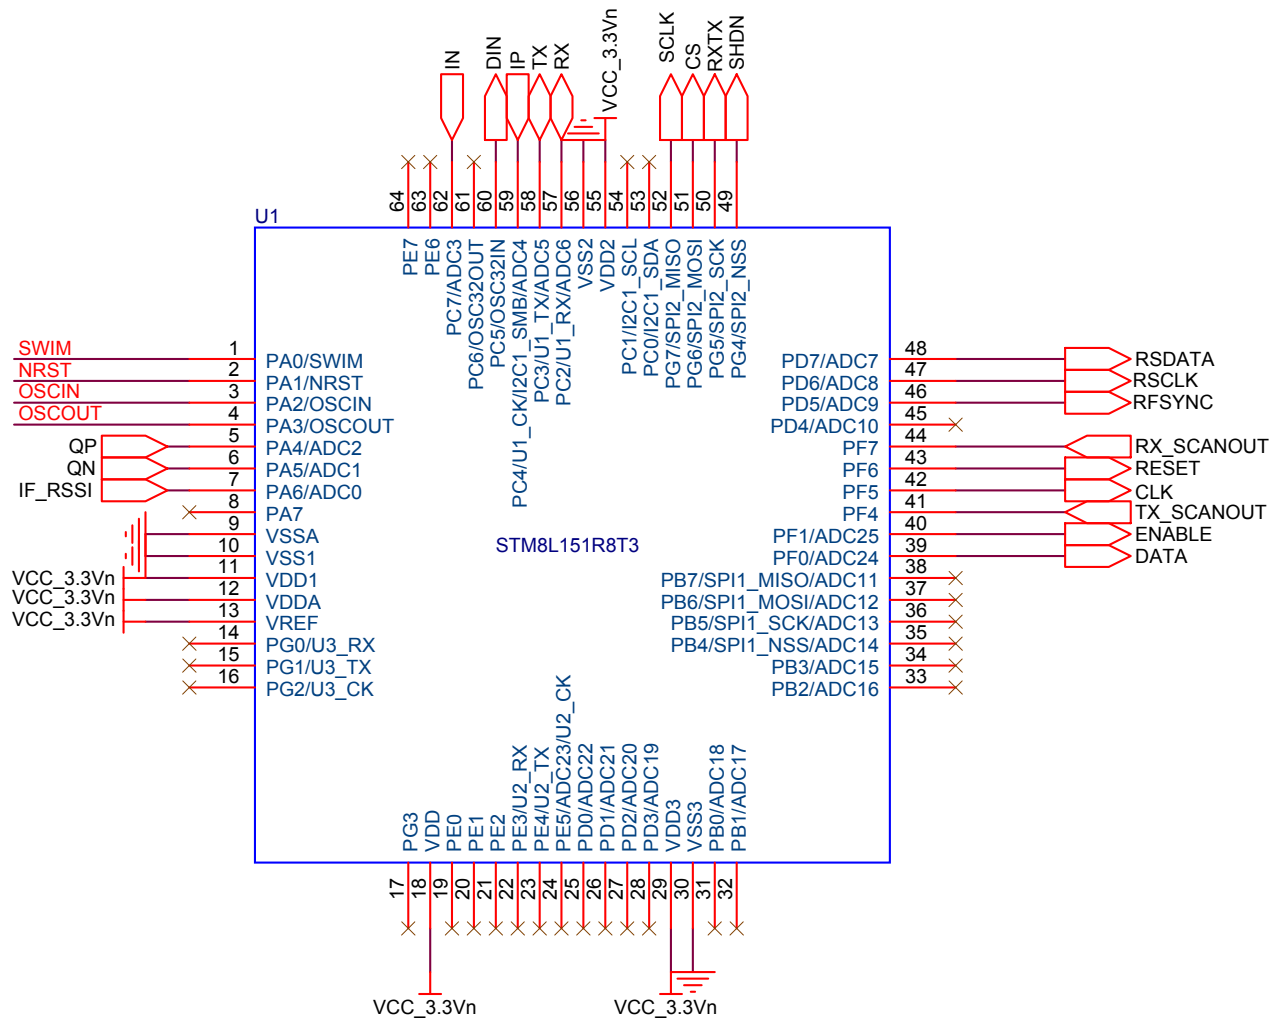 IN
DIN
IP
TX
RX
VCC_3.3Vn
SCLK
CS
RXTX
SHDN
64
63
62
61
60
59
58
57
56
55
54
53
52
51
50
49
U1
PE7
PE6
PC7/ADC3
PC6/OSC32OUT
PC5/OSC32IN
PC4/U1_CK/I2C1_SMB/ADC4
PC3/U1_TX/ADC5
PC2/U1_RX/ADC6
VSS2
VDD2
PC1/I2C1_SCL
PC0/I2C1_SDA
PG7/SPI2_MISO
PG6/SPI2_MOSI
PG5/SPI2_SCK
PG4/SPI2_NSS
SWIM 1 PA0/SWIM
NRST 2 PA1/NRST
OSCIN 3 PA2/OSCIN
OSCOUT 4 PA3/OSCOUT
QP 5 PA4/ADC2
QN 6 PA5/ADC1
IF_RSSI 7 PA6/ADC0
8 PA7
9 VSSA
10 VSS1
VCC_3.3Vn 11 VDD1
VCC_3.3Vn 12 VDDA
VCC_3.3Vn 13 VREF
14 PG0/U3_RX
15 PG1/U3_TX
16 PG2/U3_CK
STM8L151R8T3
PD7/ADC7 48 RSDATA
PD6/ADC8 47 RSCLK
PD5/ADC9 46 RFSYNC
PD4/ADC10 45
PF7 44 RX_SCANOUT
PF6 43 RESET
PF5 42 CLK
PF4 41 TX_SCANOUT
PF1/ADC25 40 ENABLE
PF0/ADC24 39 DATA
PB7/SPI1_MISO/ADC11 38
PB6/SPI1_MOSI/ADC12 37
PB5/SPI1_SCK/ADC13 36
PB4/SPI1_NSS/ADC14 35
PB3/ADC15 34
PB2/ADC16 33
PG3
VDD
PE0
PE1
PE2
PE3/U2_RX
PE4/U2_TX
PE5/ADC23/U2_CK
PD0/ADC22
PD1/ADC21
PD2/ADC20
PD3/ADC19
VDD3
VSS3
PB0/ADC18
PB1/ADC17
17
18
19
20
21
22
23
24
25
26
27
28
29
30
31
32
VCC_3.3Vn
VCC_3.3Vn